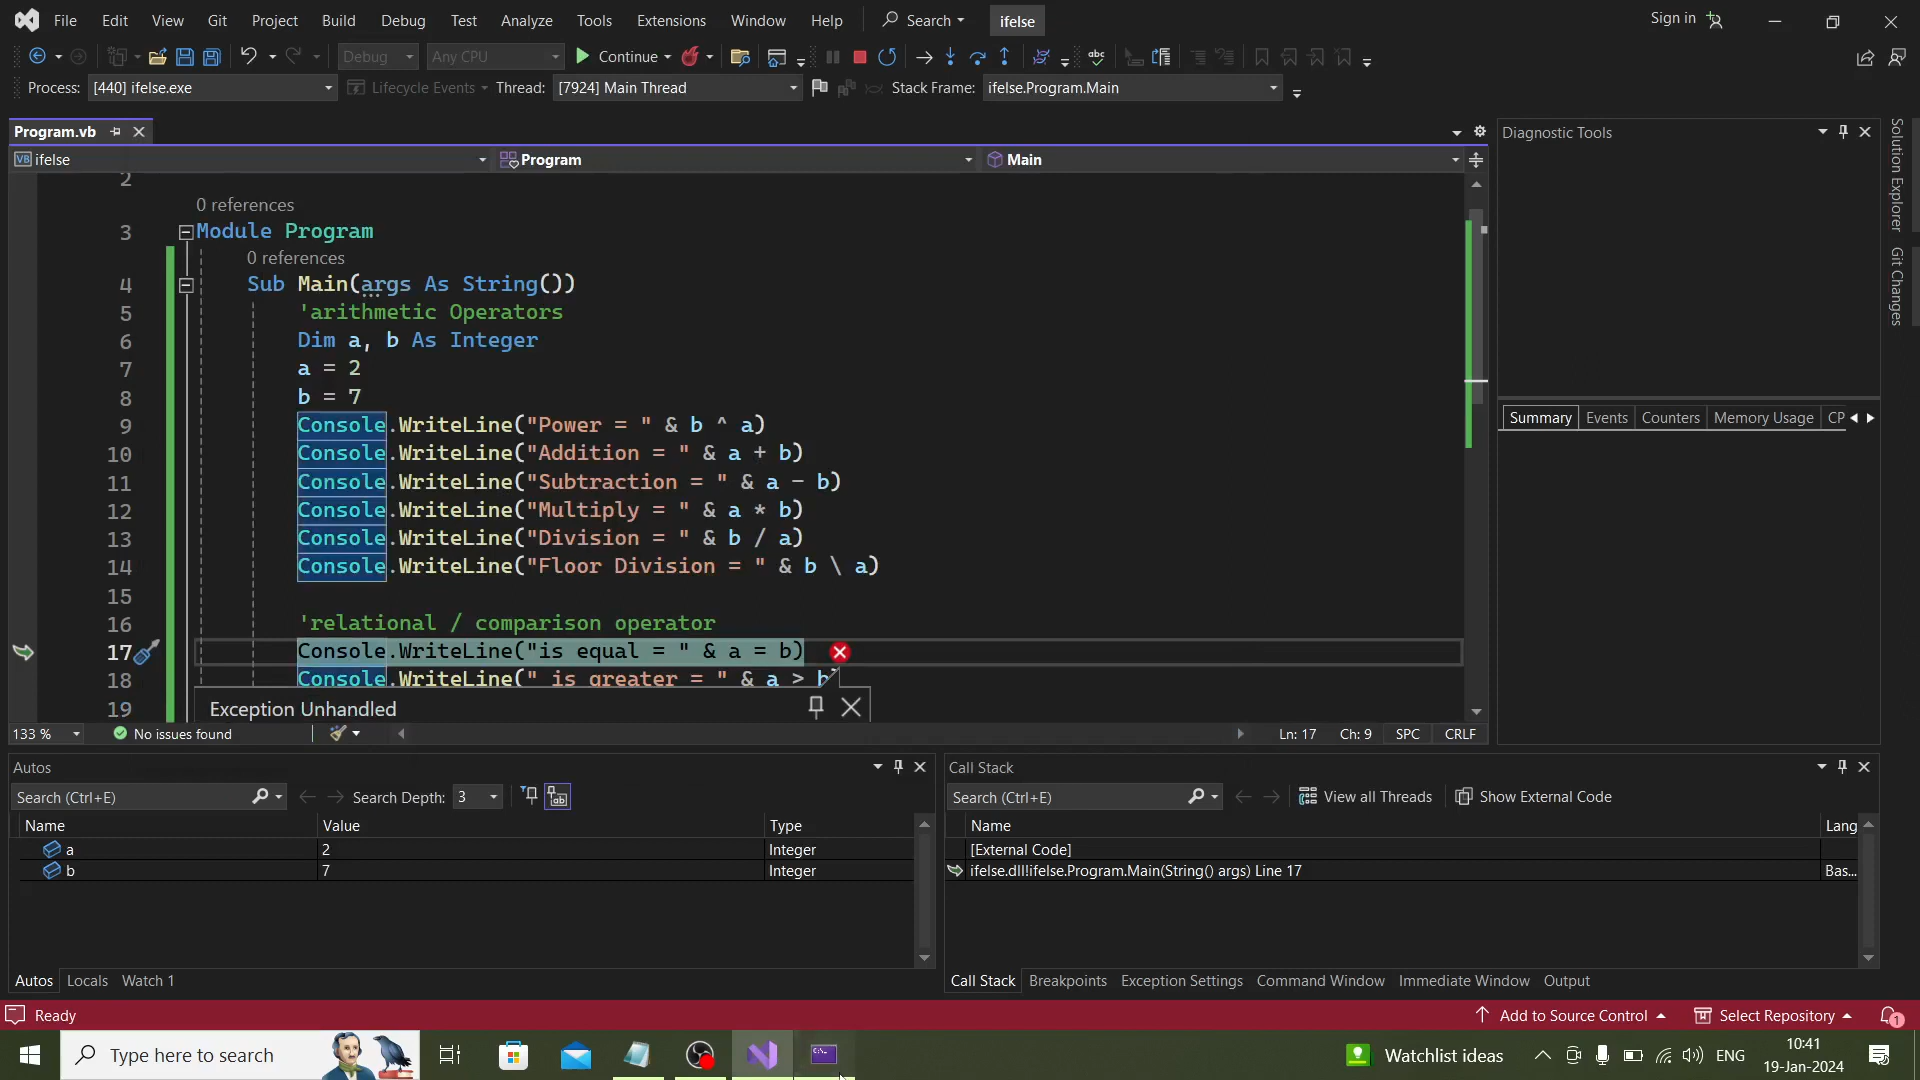 File Edit View Git Project Build Debug Test Analyze Tools Extensions Window Help Search ifelse Sign in
Debug Any CPU Continue
Process: [440] ifelse.exe Lifecycle Events Thread: [7924] Main Thread Stack Frame: ifelse.Program.Main
Program.vb
VB ifelse Program Main
2
0 references
3 Module Program
0 references
4 Sub Main(args As String())
5 'arithmetic Operators
6 Dim a, b As Integer
7 a = 2
8 b = 7
9 Console.WriteLine("Power = " & b ^ a)
10 Console.WriteLine("Addition = " & a + b)
11 Console.WriteLine("Subtraction = " & a - b)
12 Console.WriteLine("Multiply = " & a * b)
13 Console.WriteLine("Division = " & b / a)
14 Console.WriteLine("Floor Division = " & b \ a)
15
16 'relational / comparison operator
17 Console.WriteLine("is equal = " & a = b)
18 Console.WriteLine(" is greater = " & a > b)
19
Exception Unhandled
133 % No issues found Ln: 17 Ch: 9 SPC CRLF
Diagnostic Tools
Summary Events Counters Memory Usage CP
Solution Explorer
Git Changes
Autos
Search (Ctrl+E) Search Depth: 3
Name Value Type
a 2 Integer
b 7 Integer
Autos Locals Watch 1
Call Stack
Search (Ctrl+E) View all Threads Show External Code
Name Lang
[External Code]
ifelse.dll!ifelse.Program.Main(String() args) Line 17 Bas...
Call Stack Breakpoints Exception Settings Command Window Immediate Window Output
Ready Add to Source Control Select Repository 1
Type here to search Watchlist ideas ENG 10:41
19-Jan-2024